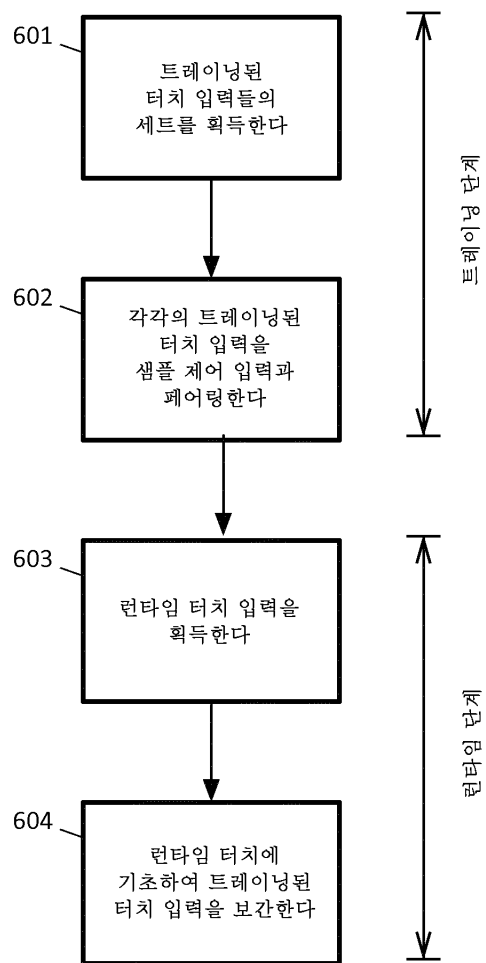 601
트레이닝된
터치 입력들의
세트를 획득한다
트레이닝 단계
602
각각의 트레이닝된
터치 입력을
샘플 제어 입력과
페어링한다
603
런타임 터치 입력을
획득한다
런타임 단계
604
런타임 터치에
기초하여 트레이닝된
터치 입력을 보간한다